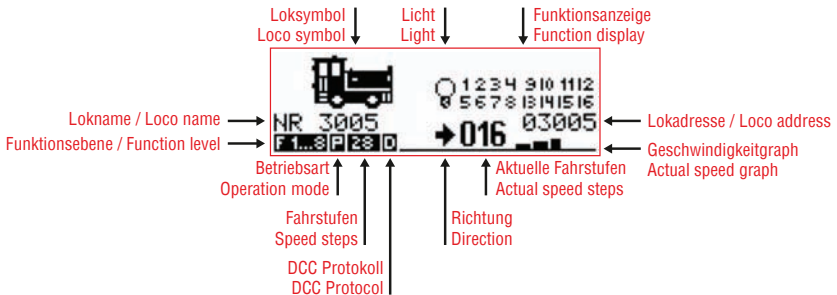 Loksymbol
Loco symbol
Licht
Light
Funktionsanzeige
Function display
1 2 3 4 9 10 11 12
5 6 7 8 13 14 15 16
Lokname / Loco name
NR 3005
03005
Lokadresse / Loco address
Funktionsebene / Function level
F 1...8 P 28 D
016
Geschwindigkeitgraph
Actual speed graph
Betriebsart
Operation mode
Aktuelle Fahrstufen
Actual speed steps
Fahrstufen
Speed steps
Richtung
Direction
DCC Protokoll
DCC Protocol